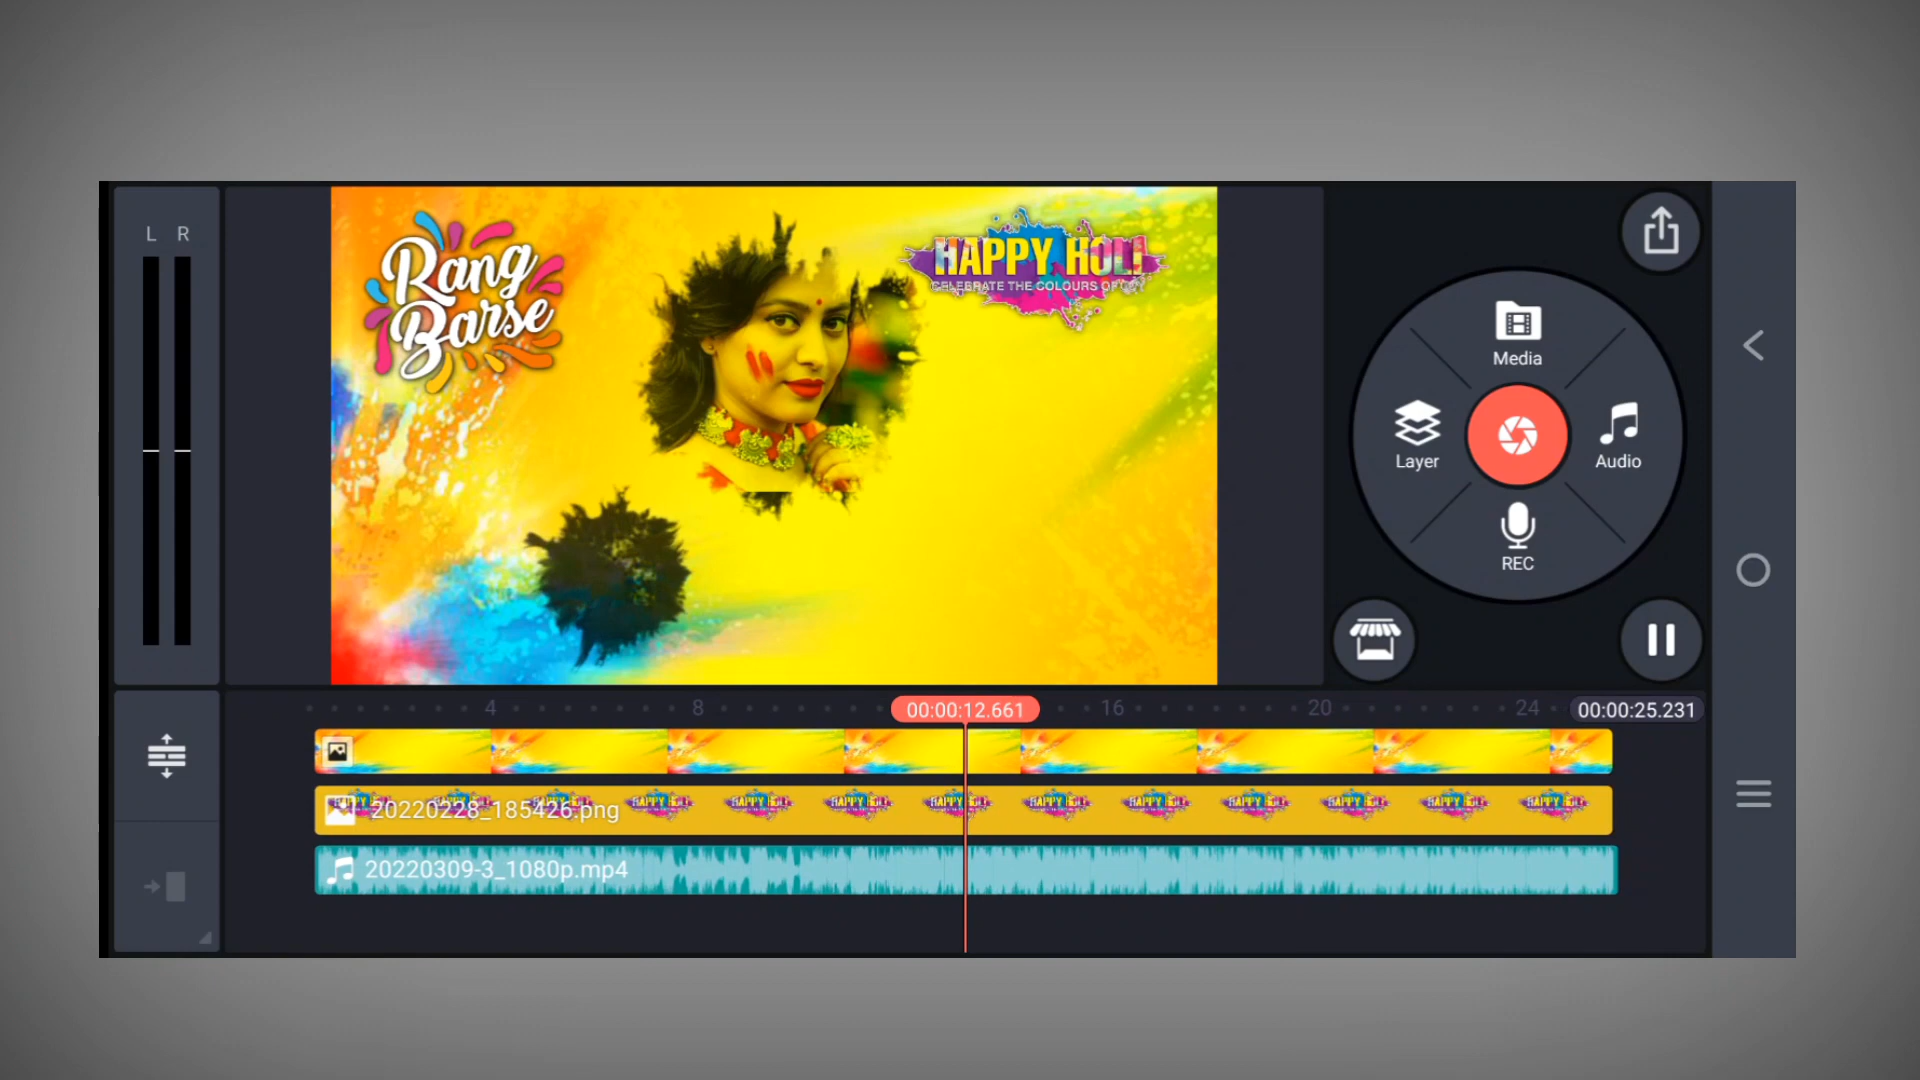 L R
Rang
Barse
HAPPY HOLI
CELEBRATE THE COLOURS OF
Media
Layer
Audio
REC
4
8
00:00:12.661
16
20
24
00:00:25.231
20220228_185426.png
20220309-3_1080p.mp4